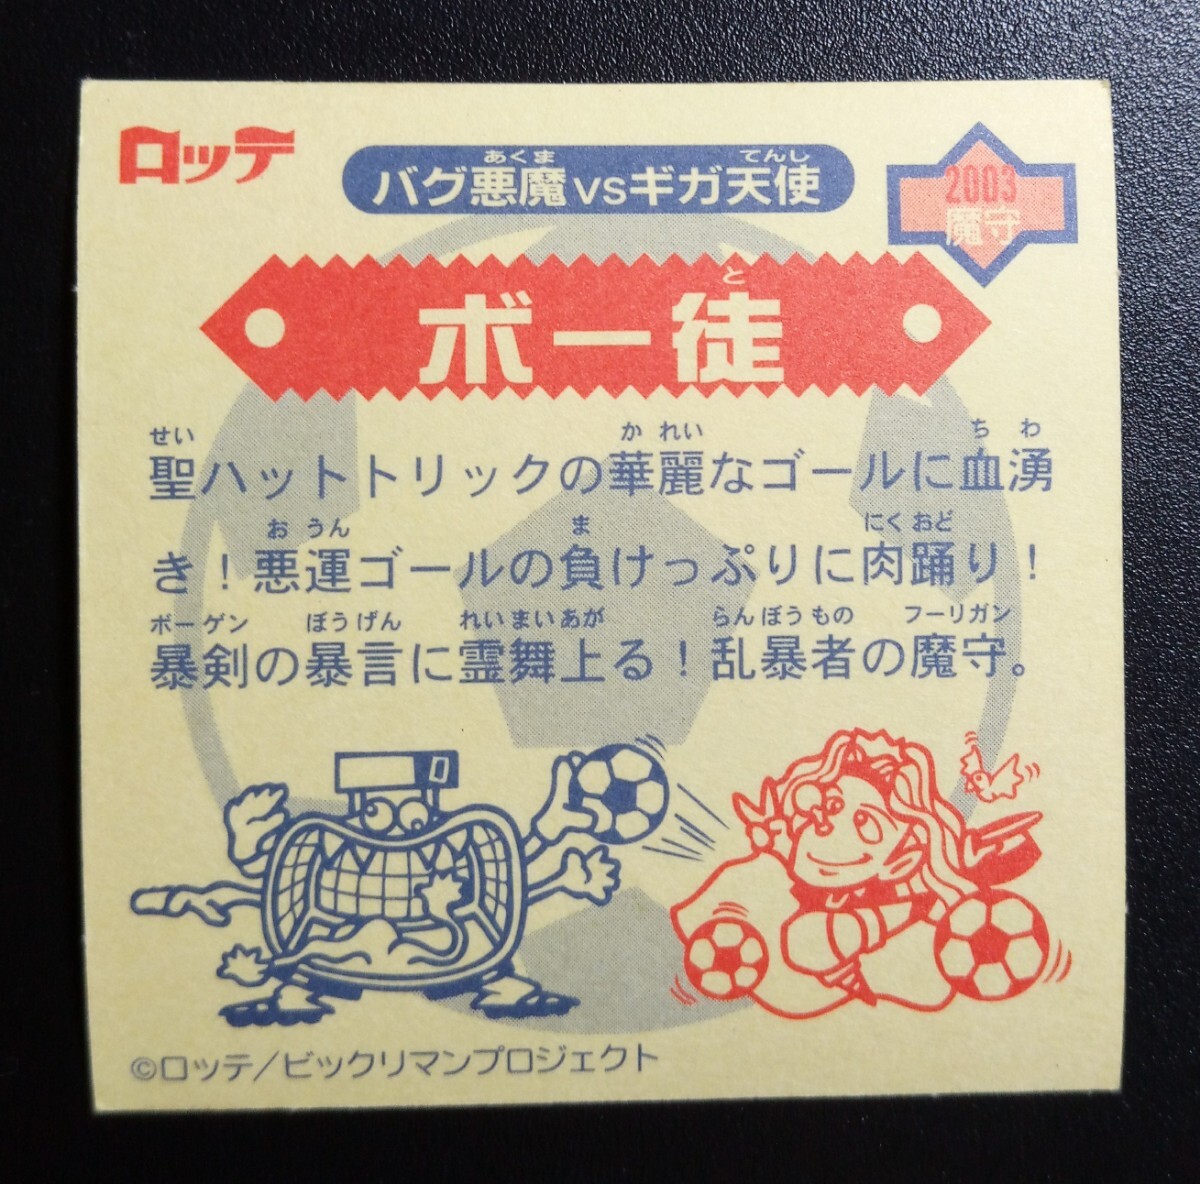 ロッテ
バグ悪魔vsギガ天使
あくま てんし
2003
魔守
ボー徒
と
せい か れい ち わ
聖ハットトリックの華麗なゴールに血湧
お うん ま にく おど
き！悪運ゴールの負けっぷりに肉踊り！
ボーゲン ぼうげん れい まい あが らんぼうもの フーリガン
暴剣の暴言に霊舞上る！乱暴者の魔守。
©ロッテ/ビックリマンプロジェクト